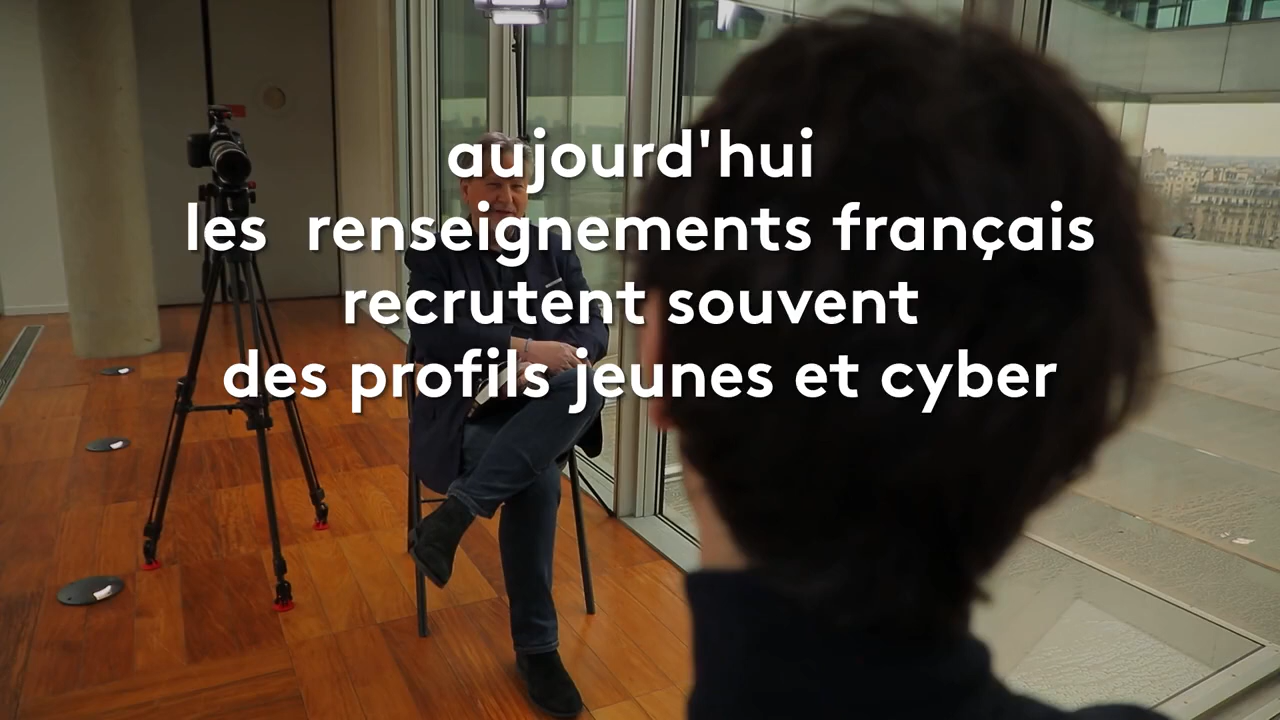 aujourd'hui
les  renseignements français
recrutent souvent
des profils jeunes et cyber